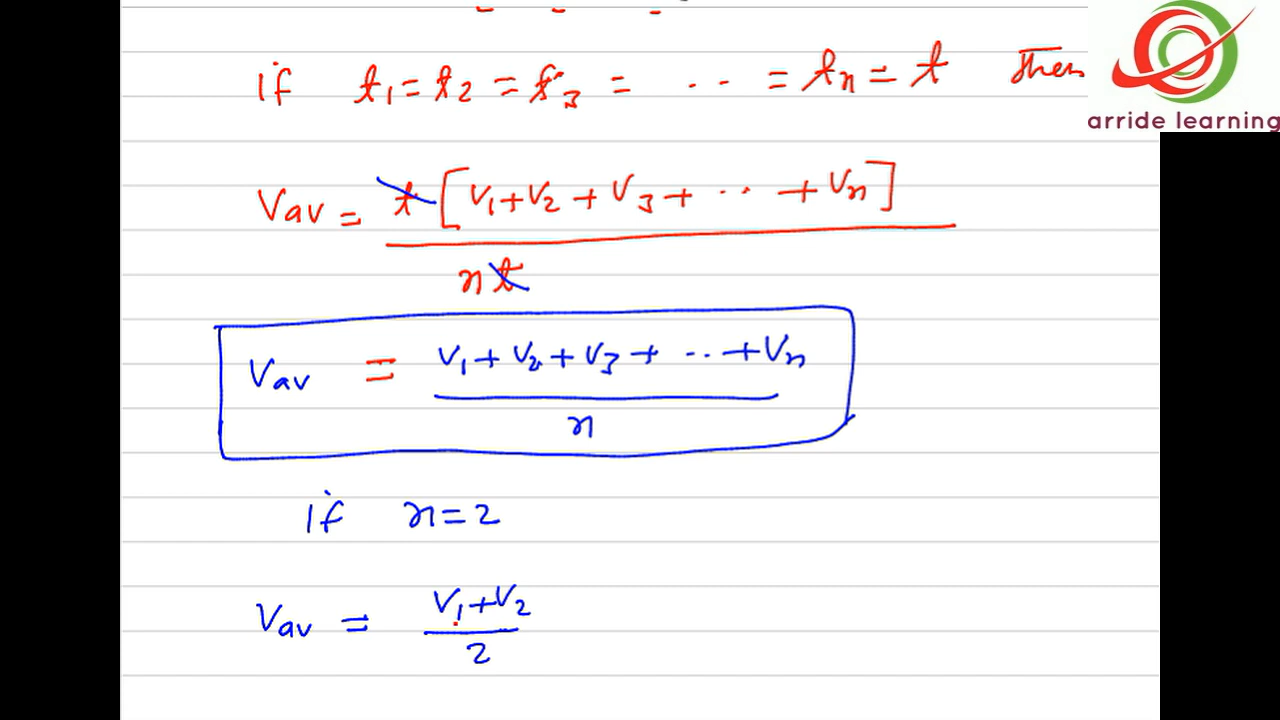 if t₁ = t₂ = t₃ = .. .. = tₙ = t Then
arride learning
Vav = t [V₁ + V₂ + V₃ + .. .. + Vₙ]
nt
Vav = V₁ + V₂ + V₃ + .. .. + Vₙ
n
if n = 2
Vav = V₁ + V₂
2